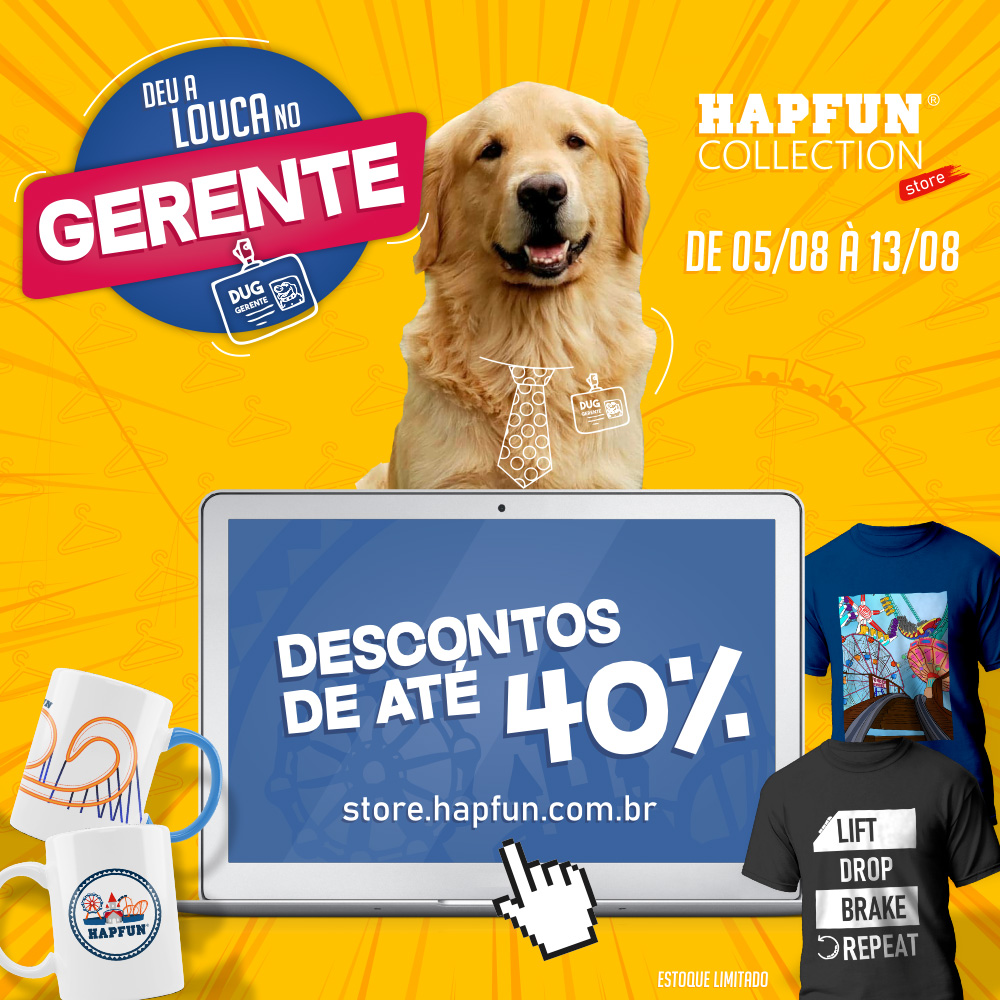 DEU A
LOUCA NO
GERENTE
DUG
GERENTE
HAPFUN®
COLLECTION
store
DE 05/08 À 13/08
DUG
GERENTE
DESCONTOS
DE ATÉ 40%
store.hapfun.com.br
HAPFUN®
LIFT
DROP
BRAKE
REPEAT
ESTOQUE LIMITADO